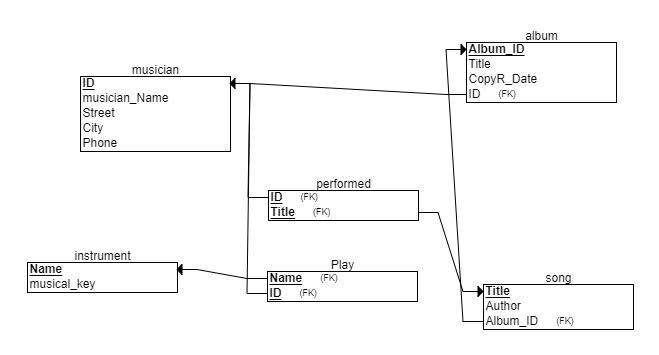 album
Album_ID
Title
CopyR_Date
ID (FK)
musician
ID
musician_Name
Street
City
Phone
performed
ID (FK)
Title (FK)
instrument
Name
musical_key
Play
Name (FK)
ID (FK)
song
Title
Author
Album_ID (FK)